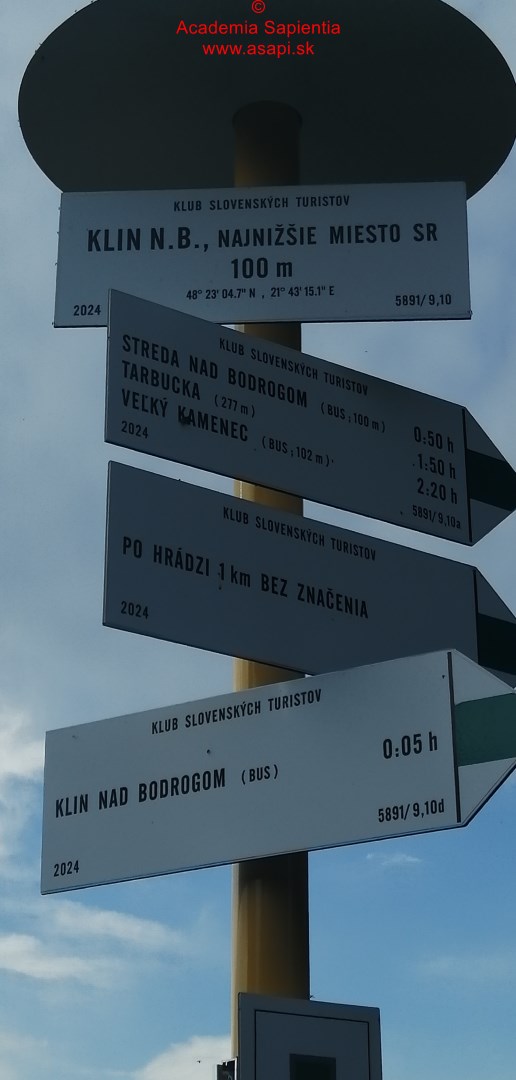 ©
Academia Sapientia
www.asapi.sk
KLUB SLOVENSKÝCH TURISTOV
KLIN N.B., NAJNIŽŠIE MIESTO SR
100 m
48° 23' 04.7" N , 21° 43' 15.1" E
2024 5891/9,10
KLUB SLOVENSKÝCH TURISTOV
STREDA NAD BODROGOM (BUS ; 100 m) 0:50 h
TARBUCKA (277 m) 1:50 h
VEĽKÝ KAMENEC (BUS ; 102 m) 2:20 h
2024 5891/9,10a
KLUB SLOVENSKÝCH TURISTOV
PO HRÁDZI 1 km BEZ ZNAČENIA
2024
KLUB SLOVENSKÝCH TURISTOV
KLIN NAD BODROGOM (BUS) 0:05 h
2024 5891/9,10d